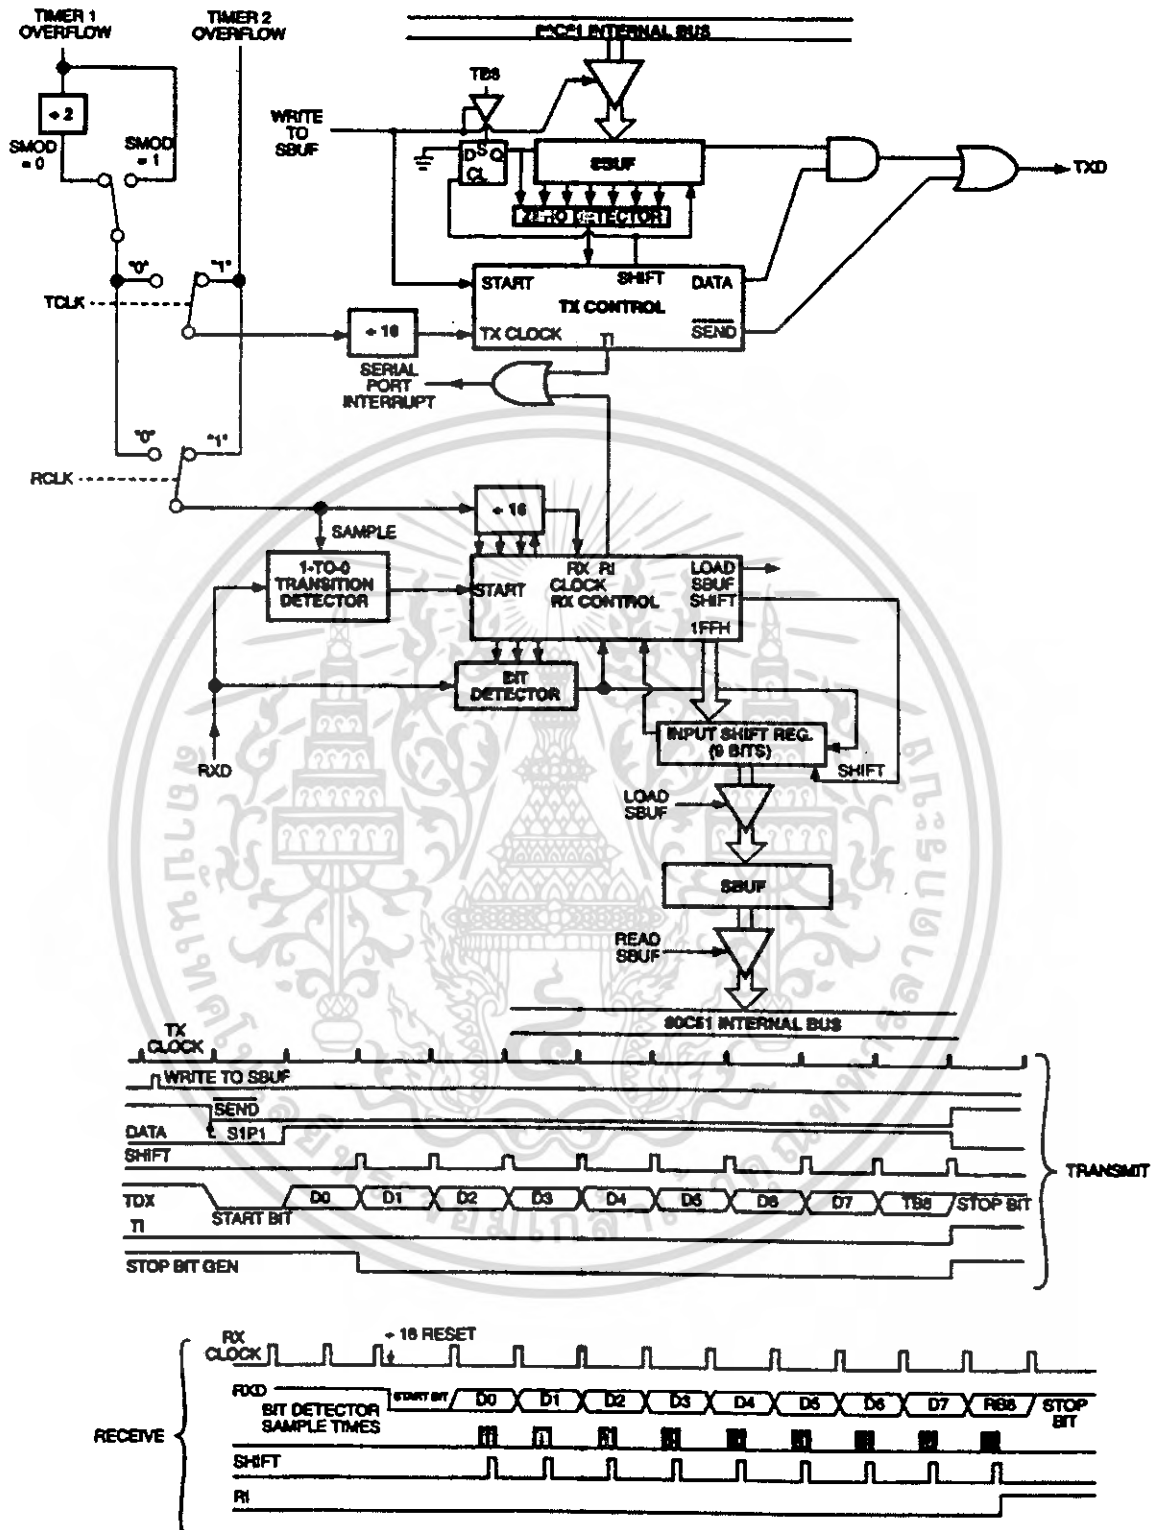 TIMER 1
OVERFLOW
TIMER 2
OVERFLOW
80C51 INTERNAL BUS
÷ 2
SMOD
= 0
SMOD
= 1
TB8
WRITE
TO
SBUF
D S Q
CL
SBUF
ZERO DETECTOR
TXD
"0"
"1"
TCLK
START
SHIFT
DATA
TX CONTROL
TX CLOCK
TI
SEND
÷ 16
SERIAL
PORT
INTERRUPT
"0"
"1"
RCLK
÷ 16
SAMPLE
1-TO-0
TRANSITION
DETECTOR
START
RX
CLOCK
RI
RX CONTROL
LOAD
SBUF
SHIFT
1FFH
BIT
DETECTOR
RXD
INPUT SHIFT REG.
(9 BITS)
SHIFT
LOAD
SBUF
SBUF
READ
SBUF
80C51 INTERNAL BUS
TX
CLOCK
WRITE TO SBUF
SEND
DATA
S1P1
SHIFT
TRANSMIT
TDX
START BIT
D0
D1
D2
D3
D4
D5
D6
D7
TB8
STOP BIT
TI
STOP BIT GEN
RX
CLOCK
÷ 16 RESET
RXD
START BIT
D0
D1
D2
D3
D4
D5
D6
D7
RB8
STOP
BIT
BIT DETECTOR
SAMPLE TIMES
RECEIVE
SHIFT
RI